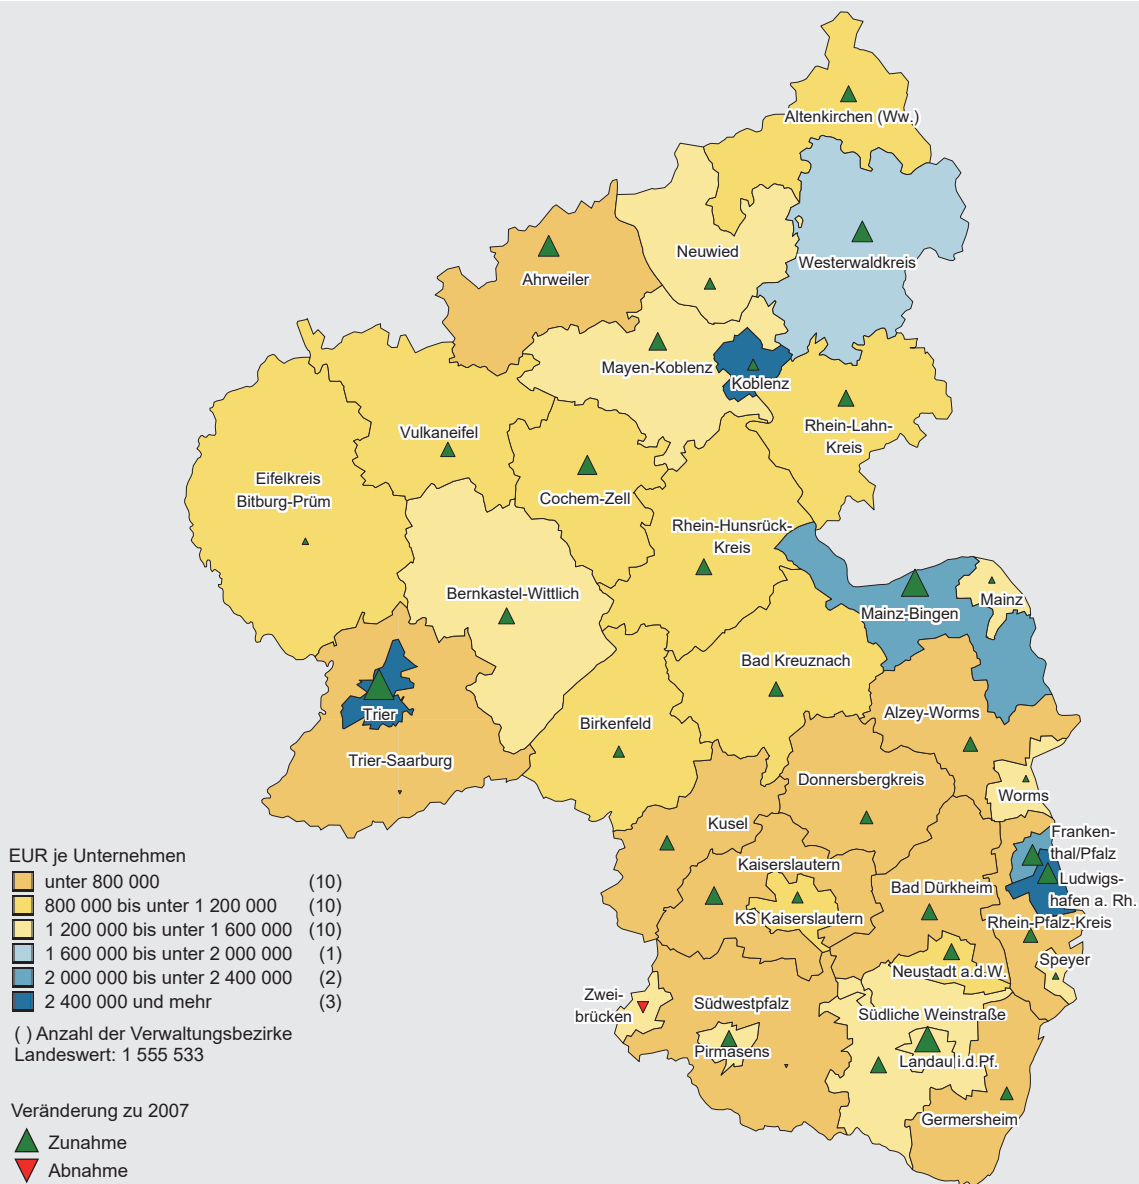 Altenkirchen (Ww.)
Neuwied
Westerwaldkreis
Ahrweiler
Mayen-Koblenz
Koblenz
Rhein-Lahn-
Kreis
Vulkaneifel
Eifelkreis
Bitburg-Prüm
Cochem-Zell
Rhein-Hunsrück-
Kreis
Bernkastel-Wittlich
Mainz-Bingen
Mainz
Bad Kreuznach
Trier
Birkenfeld
Alzey-Worms
Trier-Saarburg
Donnersbergkreis
Worms
Kusel
Franken-
thal/Pfalz
Kaiserslautern
Ludwigs-
hafen a. Rh.
Bad Dürkheim
KS Kaiserslautern
Rhein-Pfalz-Kreis
Speyer
Neustadt a.d.W.
Zwei-
brücken
Südwestpfalz
Südliche Weinstraße
Pirmasens
Landau i.d.Pf.
Germersheim
EUR je Unternehmen
unter 800 000 (10)
800 000 bis unter 1 200 000 (10)
1 200 000 bis unter 1 600 000 (10)
1 600 000 bis unter 2 000 000 (1)
2 000 000 bis unter 2 400 000 (2)
2 400 000 und mehr (3)
( ) Anzahl der Verwaltungsbezirke
Landeswert: 1 555 533
Veränderung zu 2007
Zunahme
Abnahme